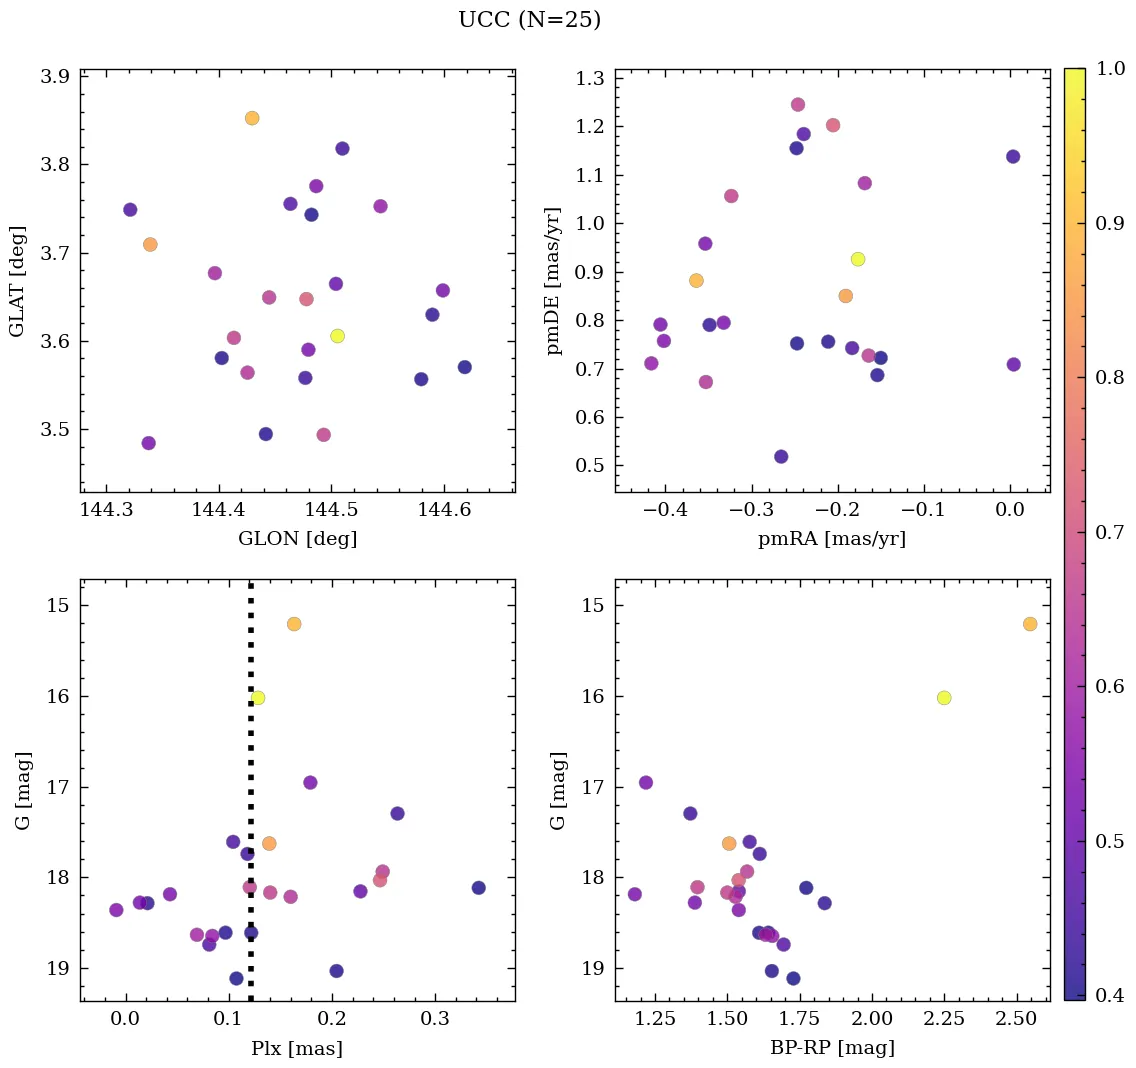 UCC (N=25)
3.9
3.8
3.7
3.6
3.5
GLAT [deg]
144.3 144.4 144.5 144.6
GLON [deg]
1.3
1.2
1.1
1.0
0.9
0.8
0.7
0.6
0.5
pmDE [mas/yr]
−0.4 −0.3 −0.2 −0.1 0.0
pmRA [mas/yr]
15
16
17
18
19
G [mag]
0.0 0.1 0.2 0.3
Plx [mas]
15
16
17
18
19
G [mag]
1.25 1.50 1.75 2.00 2.25 2.50
BP-RP [mag]
1.0
0.9
0.8
0.7
0.6
0.5
0.4